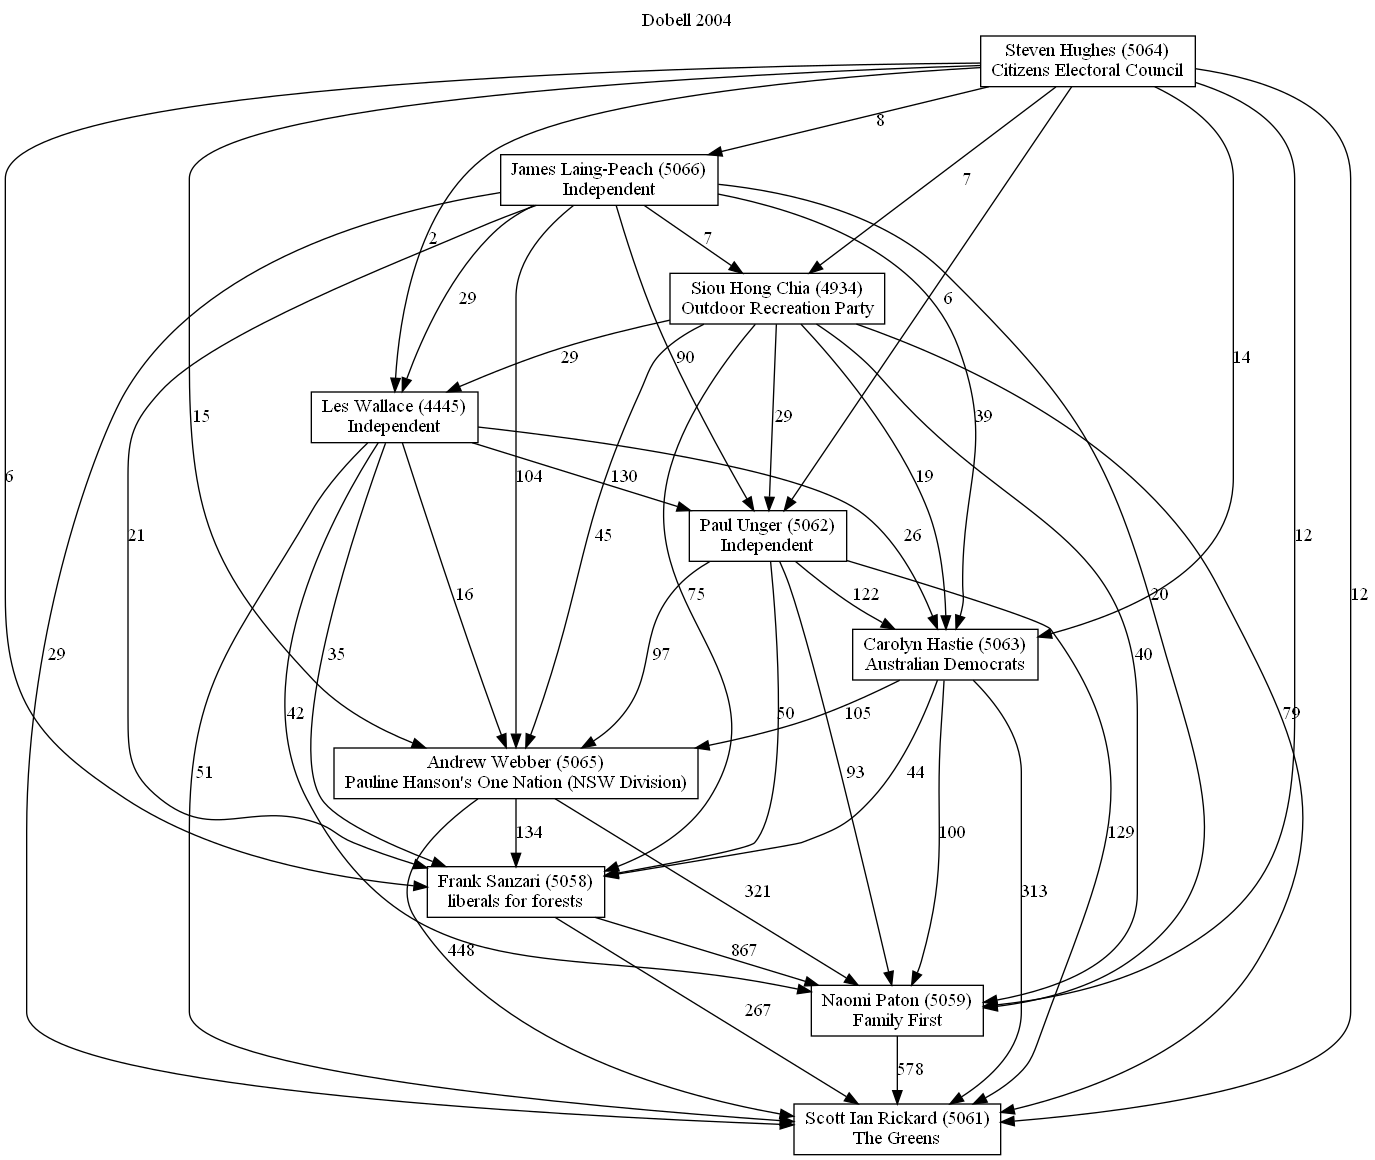 Dobell 2004
Steven Hughes (5064)
Citizens Electoral Council
8
James Laing-Peach (5066)
Independent
7
2
7
Siou Hong Chia (4934)
Outdoor Recreation Party
29
6
29
90
14
Les Wallace (4445)
Independent
15
29
39
6
104
130
19
Paul Unger (5062)
Independent
21
45
26
12
16
75
122
20
12
Carolyn Hastie (5063)
Australian Democrats
29
35
97
40
42
50
105
79
Andrew Webber (5065)
Pauline Hanson's One Nation (NSW Division)
51
93
44
134
100
129
Frank Sanzari (5058)
liberals for forests
321
313
448
867
Naomi Paton (5059)
Family First
267
578
Scott Ian Rickard (5061)
The Greens